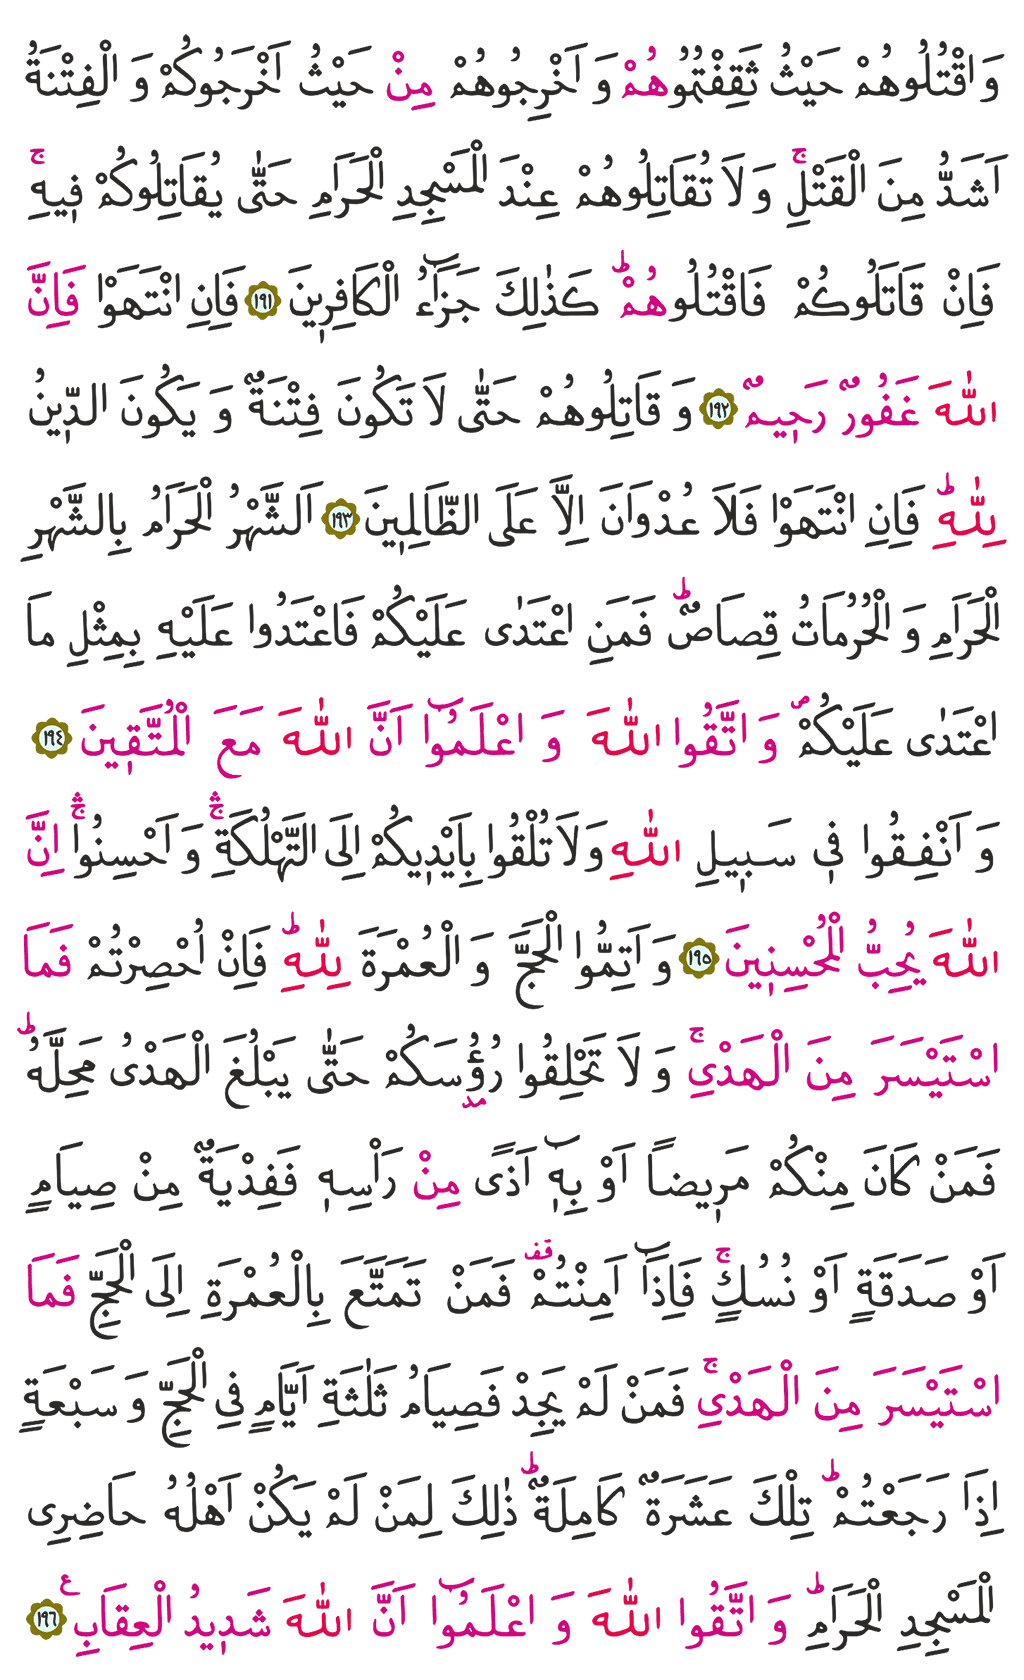 وَاقْتُلُوهُمْ حَيْثُ ثَقِفْتُمُوهُمْ وَ اَخْرِجُوهُمْ مِنْ حَيْثُ اَخْرَجُوكُمْ وَ الْفِتْنَةُ
اَشَدُّ مِنَ الْقَتْلِۚ وَ لَا تُقَاتِلُوهُمْ عِنْدَ الْمَسْجِدِ الْحَرَامِ حَتّٰى يُقَاتِلُوكُمْ ف۪يهِۚ
فَاِنْ قَاتَلُوكُمْ فَاقْتُلُوهُمْۜ كَذٰلِكَ جَزَٓاءُ الْكَافِر۪ينَ ﴿١٩١﴾ فَاِنِ انْتَهَوْا فَاِنَّ
اللّٰهَ غَفُورٌ رَح۪يمٌ ﴿١٩٢﴾ وَ قَاتِلُوهُمْ حَتّٰى لَا تَكُونَ فِتْنَةٌ وَ يَكُونَ الدّ۪ينُ
لِلّٰهِۜ فَاِنِ انْتَهَوْا فَلَا عُدْوَانَ اِلَّا عَلَى الظَّالِم۪ينَ ﴿١٩٣﴾ اَلشَّهْرُ الْحَرَامُ بِالشَّهْرِ
الْحَرَامِ وَ الْحُرُمَاتُ قِصَاصٌۜ فَمَنِ اعْتَدٰى عَلَيْكُمْ فَاعْتَدُوا عَلَيْهِ بِمِثْلِ مَا
اعْتَدٰى عَلَيْكُمْۖ وَ اتَّقُوا اللّٰهَ وَ اعْلَمُٓوا اَنَّ اللّٰهَ مَعَ الْمُتَّق۪ينَ ﴿١٩٤﴾
وَ اَنْفِقُوا ف۪ي سَب۪يلِ اللّٰهِ وَلَا تُلْقُوا بِاَيْد۪يكُمْ اِلَى التَّهْلُكَةِۛ وَ اَحْسِنُواۛ اِنَّ
اللّٰهَ يُحِبُّ الْمُحْسِن۪ينَ ﴿١٩٥﴾ وَ اَتِمُّوا الْحَجَّ وَ الْعُمْرَةَ لِلّٰهِۜ فَاِنْ اُحْصِرْتُمْ فَمَا
اسْتَيْسَرَ مِنَ الْهَدْيِۚ وَ لَا تَحْلِقُوا رُؤُ۫سَكُمْ حَتّٰى يَبْلُغَ الْهَدْىُ مَحِلَّهُۜ
فَمَنْ كَانَ مِنْكُمْ مَر۪يضاً اَوْ بِه۪ٓ اَذًى مِنْ رَاْسِه۪ فَفِدْيَةٌ مِنْ صِيَامٍ
اَوْ صَدَقَةٍ اَوْ نُسُكٍۚ فَاِذَٓا اَمِنْتُمْ۠ فَمَنْ تَمَتَّعَ بِالْعُمْرَةِ اِلَى الْحَجِّ فَمَا
اسْتَيْسَرَ مِنَ الْهَدْيِۚ فَمَنْ لَمْ يَجِدْ فَصِيَامُ ثَلٰثَةِ اَيَّامٍ فِى الْحَجِّ وَ سَبْعَةٍ
اِذَا رَجَعْتُمْۜ تِلْكَ عَشَرَةٌ كَامِلَةٌۜ ذٰلِكَ لِمَنْ لَمْ يَكُنْ اَهْلُهُ حَاضِرِى
الْمَسْجِدِ الْحَرَامِۜ وَ اتَّقُوا اللّٰهَ وَ اعْلَمُٓوا اَنَّ اللّٰهَ شَد۪يدُ الْعِقَابِ۟ ﴿١٩٦﴾